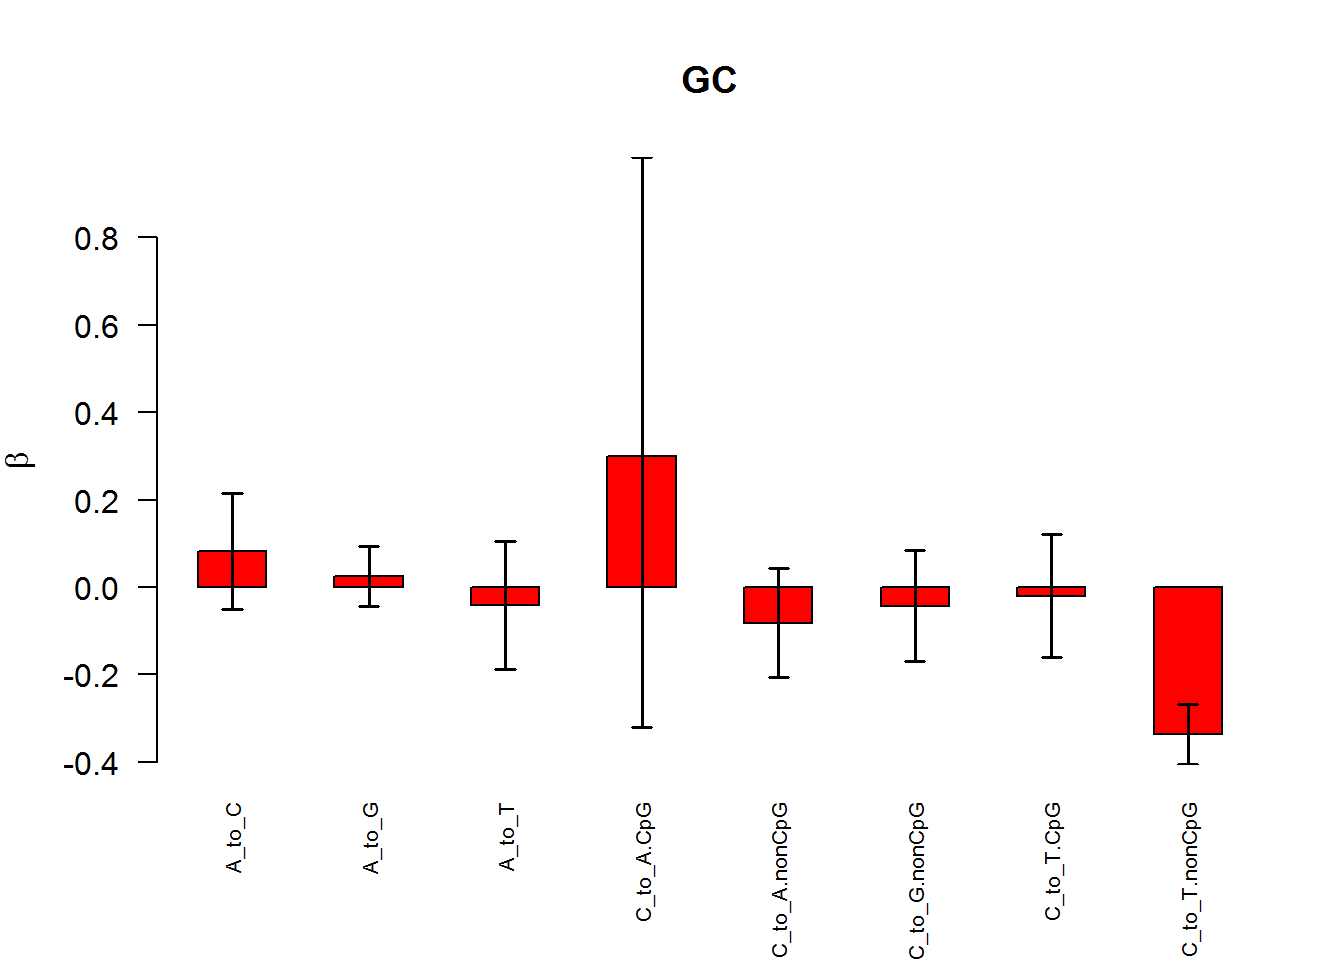 GC
β
0.8
0.6
0.4
0.2
0.0
-0.2
-0.4
A_to_C
A_to_G
A_to_T
C_to_A.CpG
C_to_A.nonCpG
C_to_G.nonCpG
C_to_T.CpG
C_to_T.nonCpG